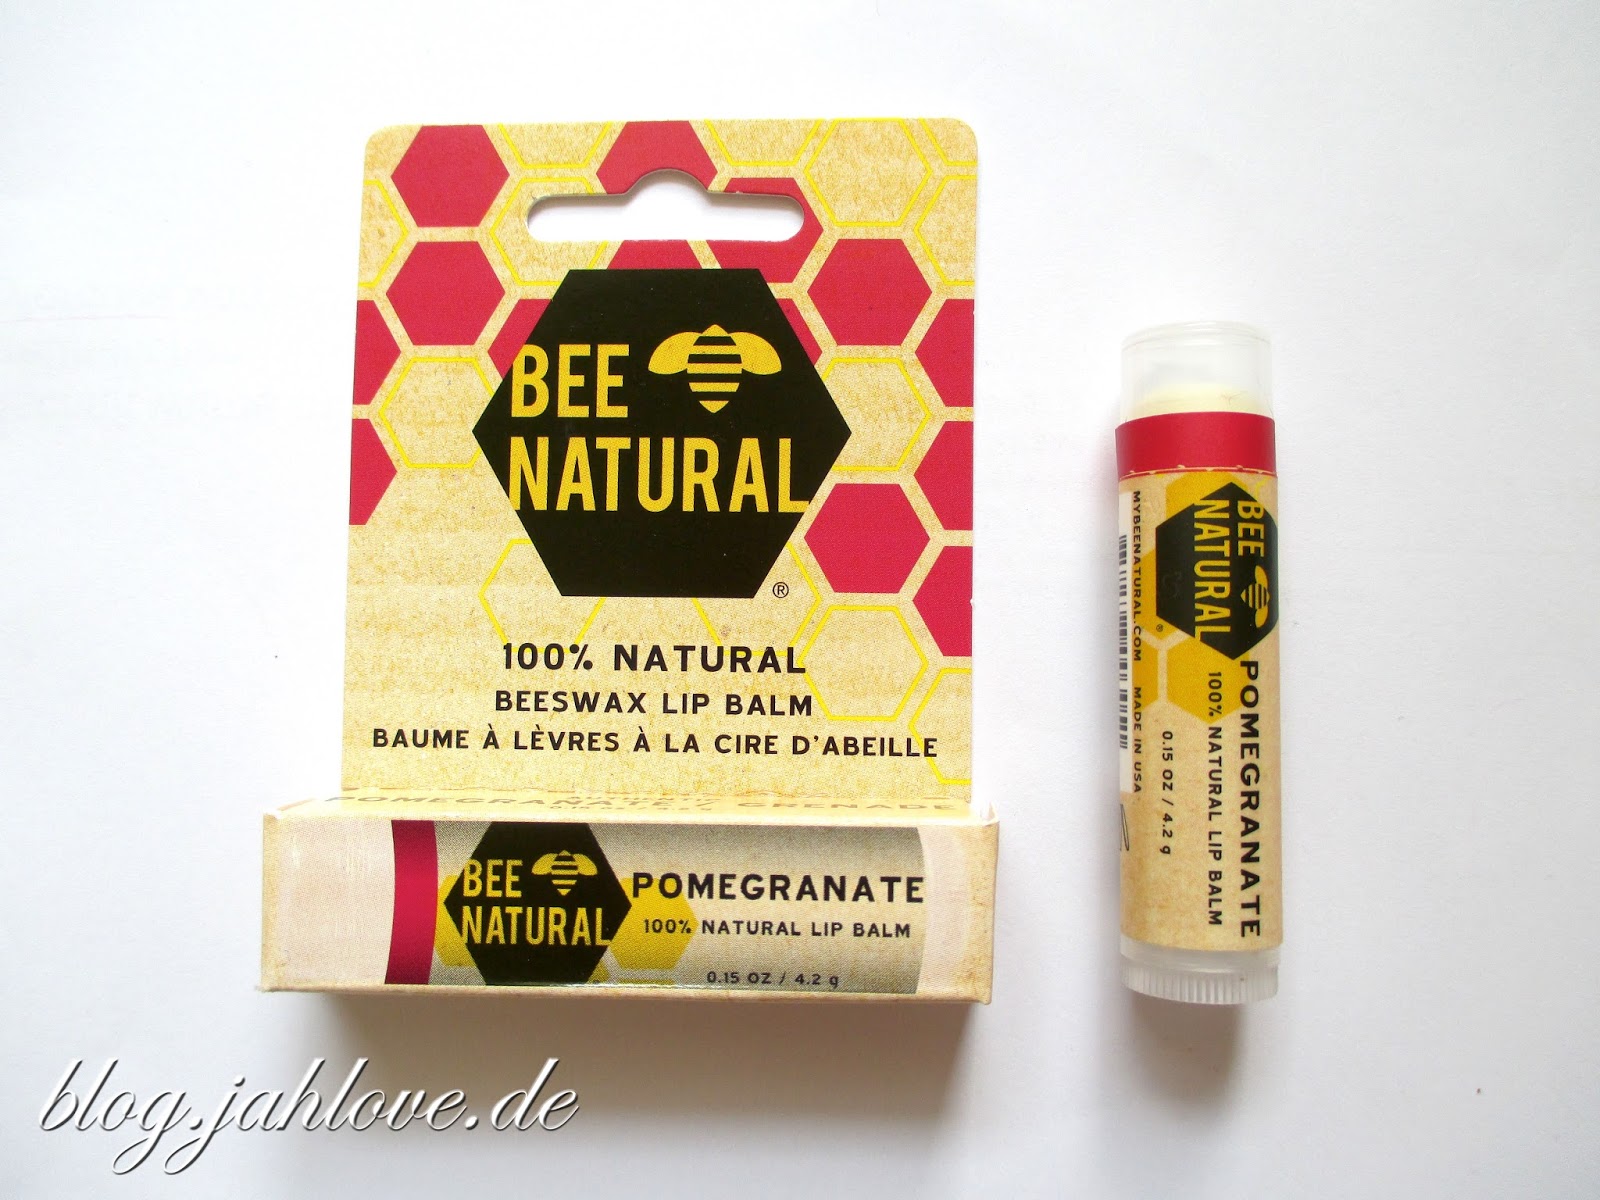 BEE
NATURAL
®
100% NATURAL
BEESWAX LIP BALM
BAUME À LÈVRES À LA CIRE D'ABEILLE
POMEGRANATE / GRENADE
BEE
NATURAL
POMEGRANATE
100% NATURAL LIP BALM
0.15 OZ / 4.2 g
BEE
NATURAL
®
POMEGRANATE
100% NATURAL LIP BALM
0.15 OZ / 4.2 g
MYBEENATURAL.COM MADE IN USA
blog.jahlove.de